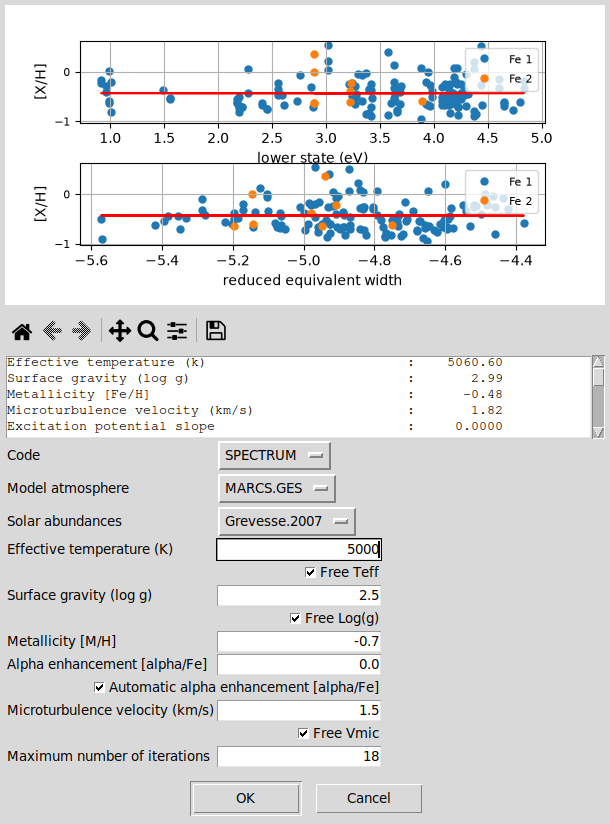 [X/H]
0
−1
Fe 1
Fe 2
1.0 1.5 2.0 2.5 3.0 3.5 4.0 4.5 5.0
lower state (eV)
[X/H]
0
−1
Fe 1
Fe 2
−5.6 −5.4 −5.2 −5.0 −4.8 −4.6 −4.4
reduced equivalent width
Effective temperature (k) : 5060.60
Surface gravity (log g) : 2.99
Metallicity [Fe/H] : −0.48
Microturbulence velocity (km/s) : 1.82
Excitation potential slope : 0.0000
Code SPECTRUM
Model atmosphere MARCS.GES
Solar abundances Grevesse.2007
Effective temperature (K) 5000
Free Teff
Surface gravity (log g) 2.5
Free Log(g)
Metallicity [M/H] -0.7
Alpha enhancement [alpha/Fe] 0.0
Automatic alpha enhancement [alpha/Fe]
Microturbulence velocity (km/s) 1.5
Free Vmic
Maximum number of iterations 18
OK Cancel